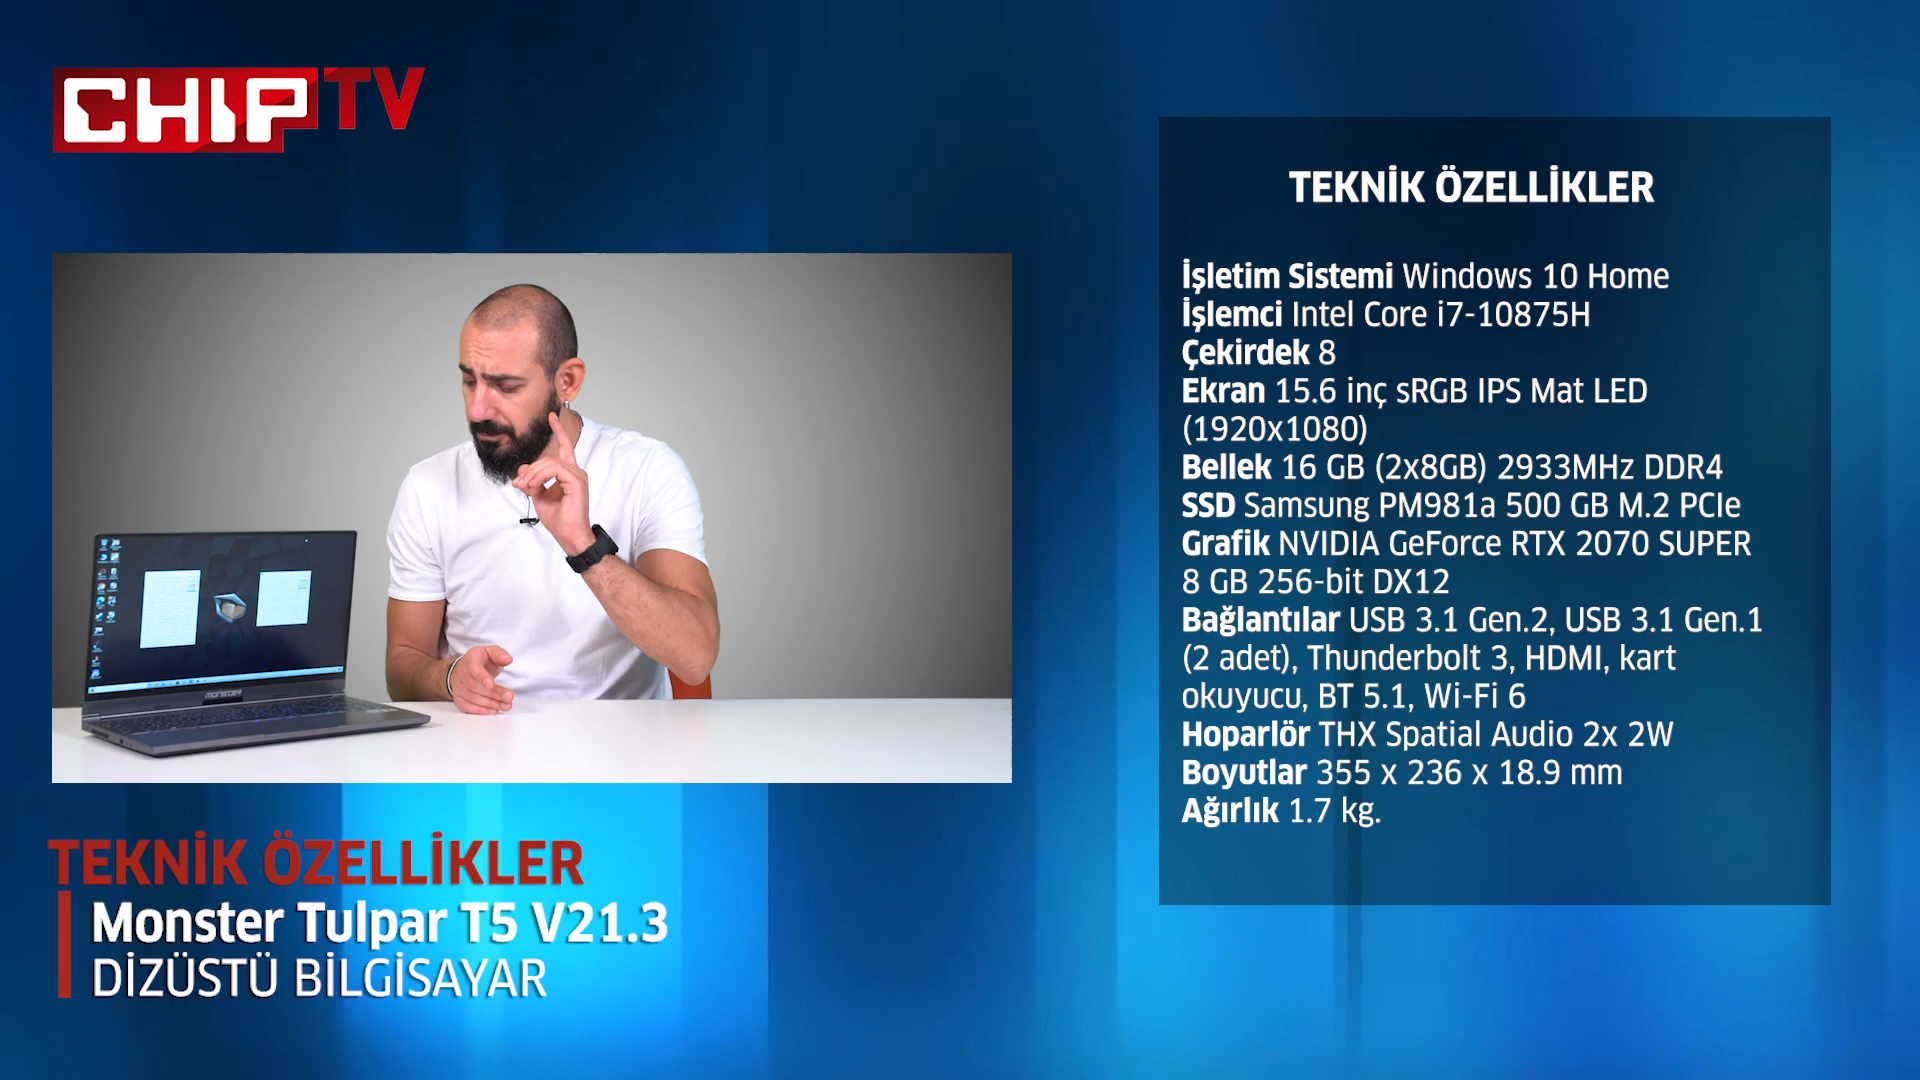 CHIP TV
TEKNİK ÖZELLİKLER
İşletim Sistemi Windows 10 Home
İşlemci Intel Core i7-10875H
Çekirdek 8
Ekran 15.6 inç sRGB IPS Mat LED
(1920x1080)
Bellek 16 GB (2x8GB) 2933MHz DDR4
SSD Samsung PM981a 500 GB M.2 PCIe
Grafik NVIDIA GeForce RTX 2070 SUPER
8 GB 256-bit DX12
Bağlantılar USB 3.1 Gen.2, USB 3.1 Gen.1
(2 adet), Thunderbolt 3, HDMI, kart
okuyucu, BT 5.1, Wi-Fi 6
Hoparlör THX Spatial Audio 2x 2W
Boyutlar 355 x 236 x 18.9 mm
Ağırlık 1.7 kg.
MONSTER
TEKNİK ÖZELLİKLER
Monster Tulpar T5 V21.3
DİZÜSTÜ BİLGİSAYAR